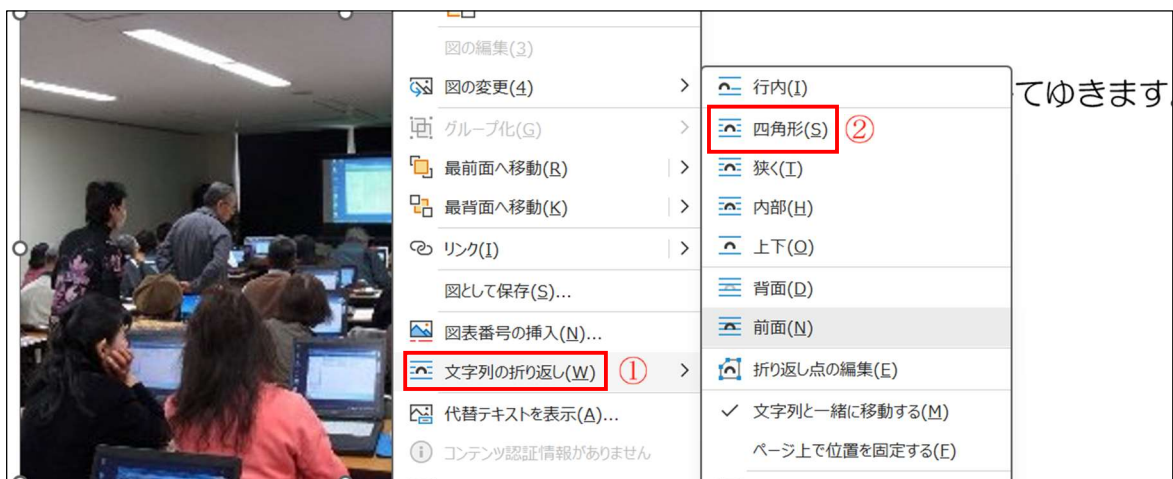 図の編集(3)
図の変更(4)
グループ化(G)
最前面へ移動(R)
最背面へ移動(K)
リンク(I)
図として保存(S)...
図表番号の挿入(N)...
文字列の折り返し(W) ①
代替テキストを表示(A)...
コンテンツ認証情報がありません
行内(I)
四角形(S) ②
狭く(T)
内部(H)
上下(O)
背面(D)
前面(N)
折り返し点の編集(E)
文字列と一緒に移動する(M)
ページ上で位置を固定する(F)
てゆきます